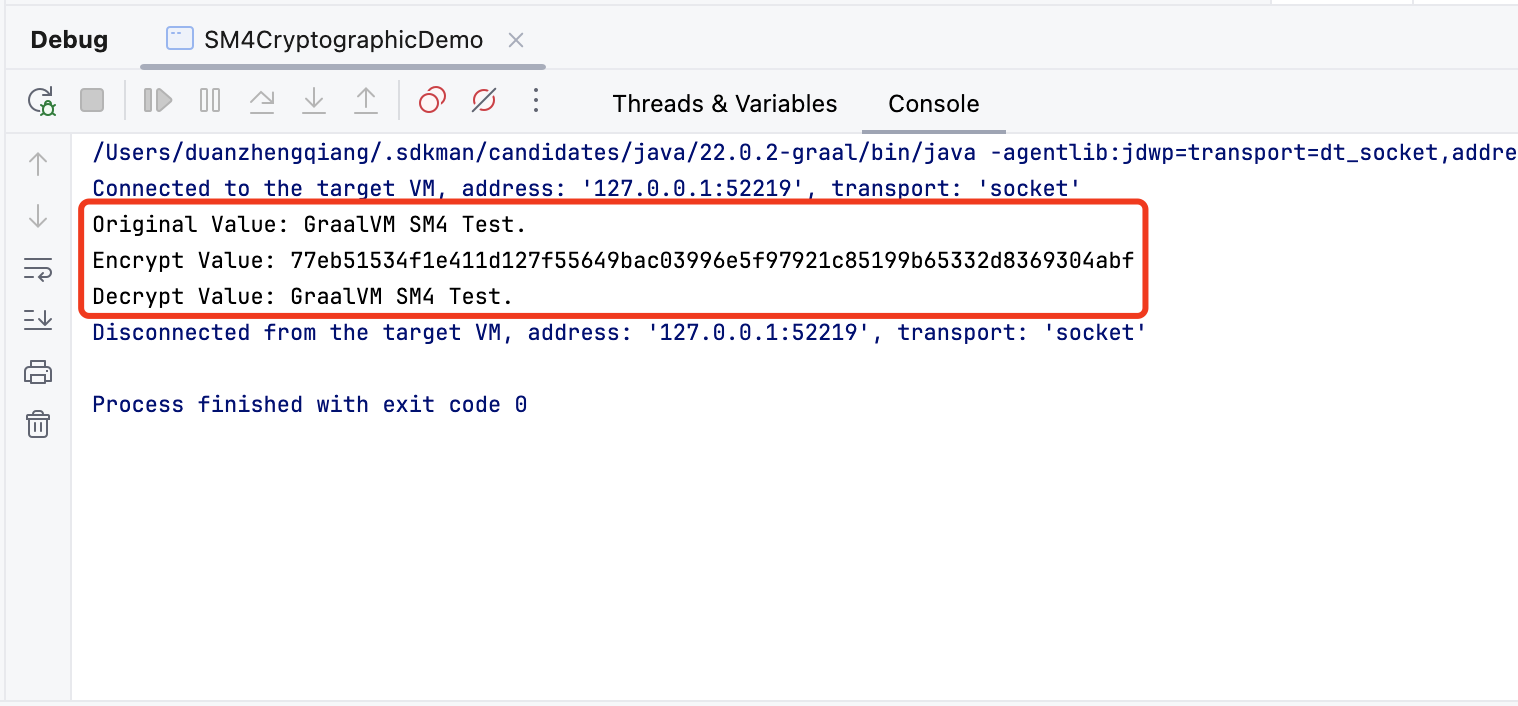 Debug SM4CryptographicDemo
Threads & Variables Console
/Users/duanzhengqiang/.sdkman/candidates/java/22.0.2-graal/bin/java -agentlib:jdwp=transport=dt_socket,addre
Connected to the target VM, address: '127.0.0.1:52219', transport: 'socket'
Original Value: GraalVM SM4 Test.
Encrypt Value: 77eb51534f1e411d127f55649bac03996e5f97921c85199b65332d8369304abf
Decrypt Value: GraalVM SM4 Test.
Disconnected from the target VM, address: '127.0.0.1:52219', transport: 'socket'
Process finished with exit code 0